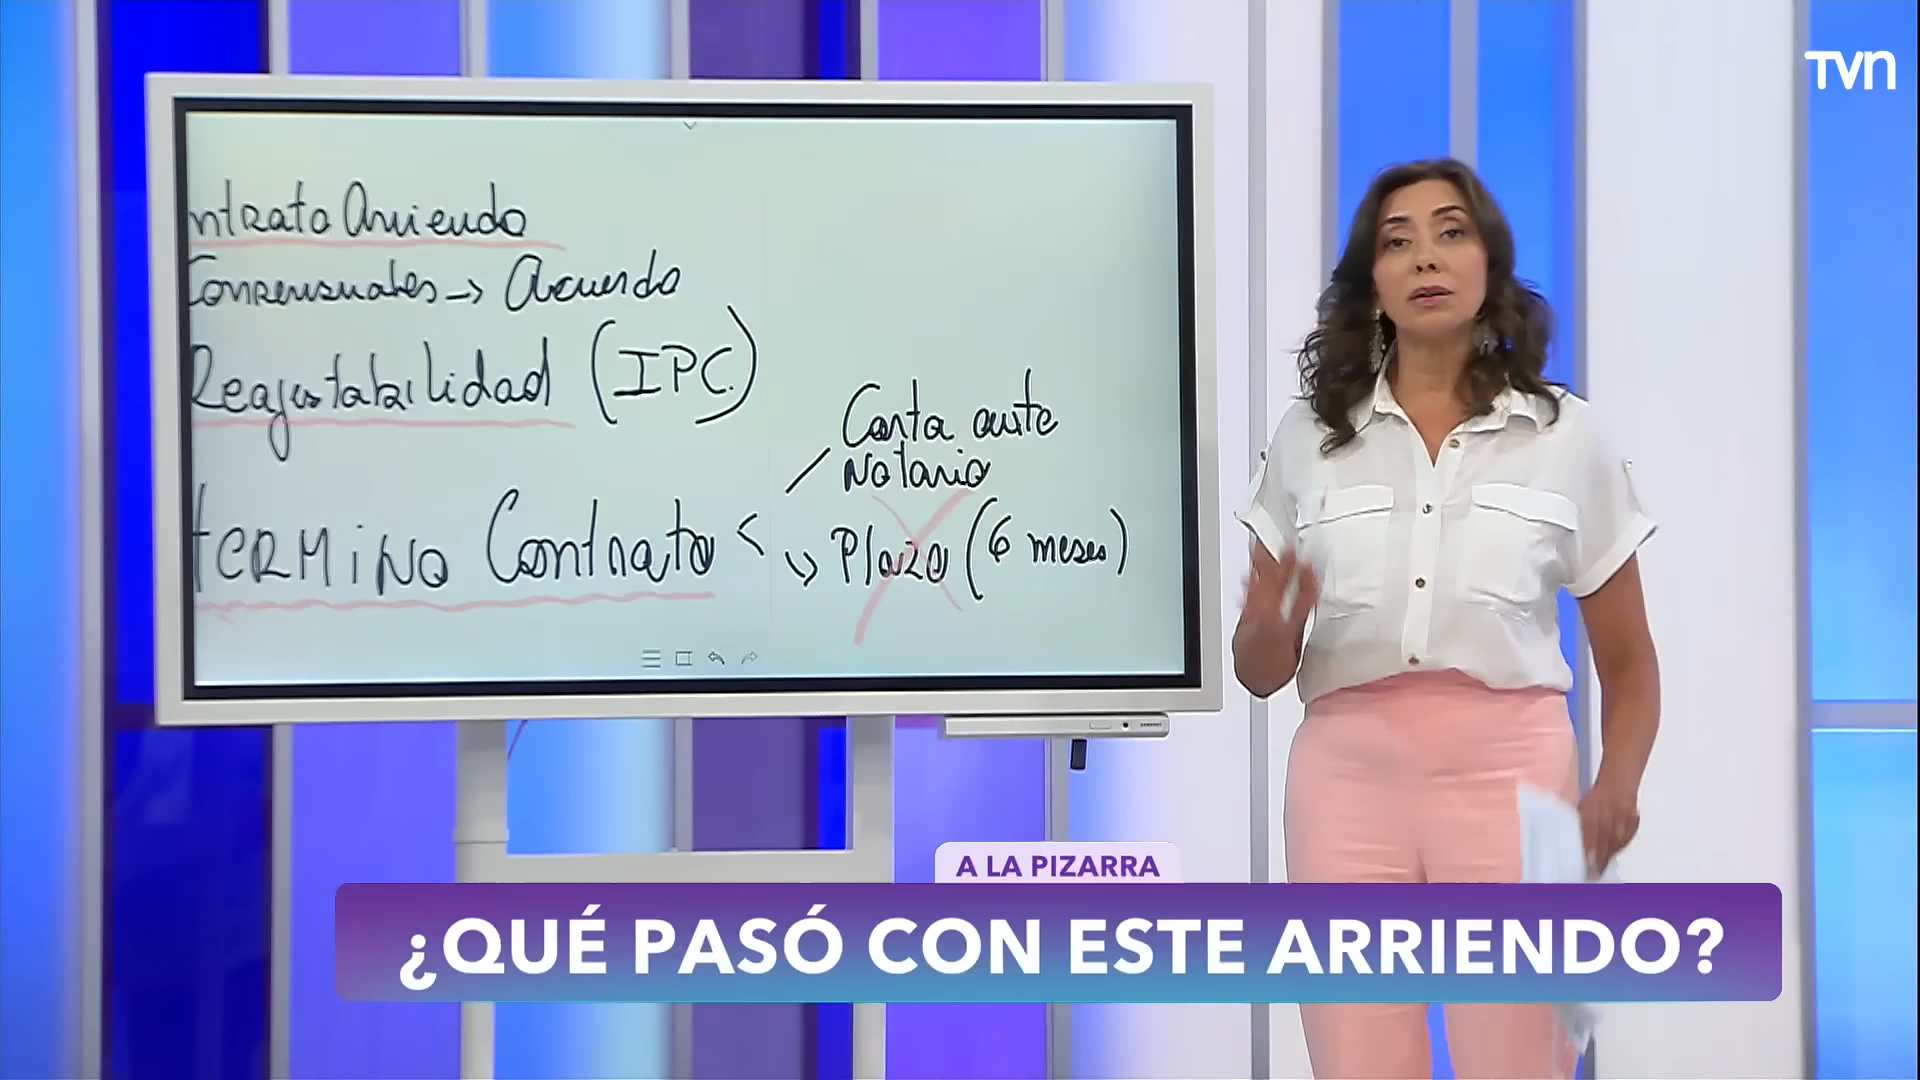 TVN
ntrato Arriendo
Consensuales -> Acuerdo
Reajustabilidad (IPC)
Carta ante
Notario
TERMINO Contrato <
-> Plazo (6 meses)
A LA PIZARRA
¿QUÉ PASÓ CON ESTE ARRIENDO?